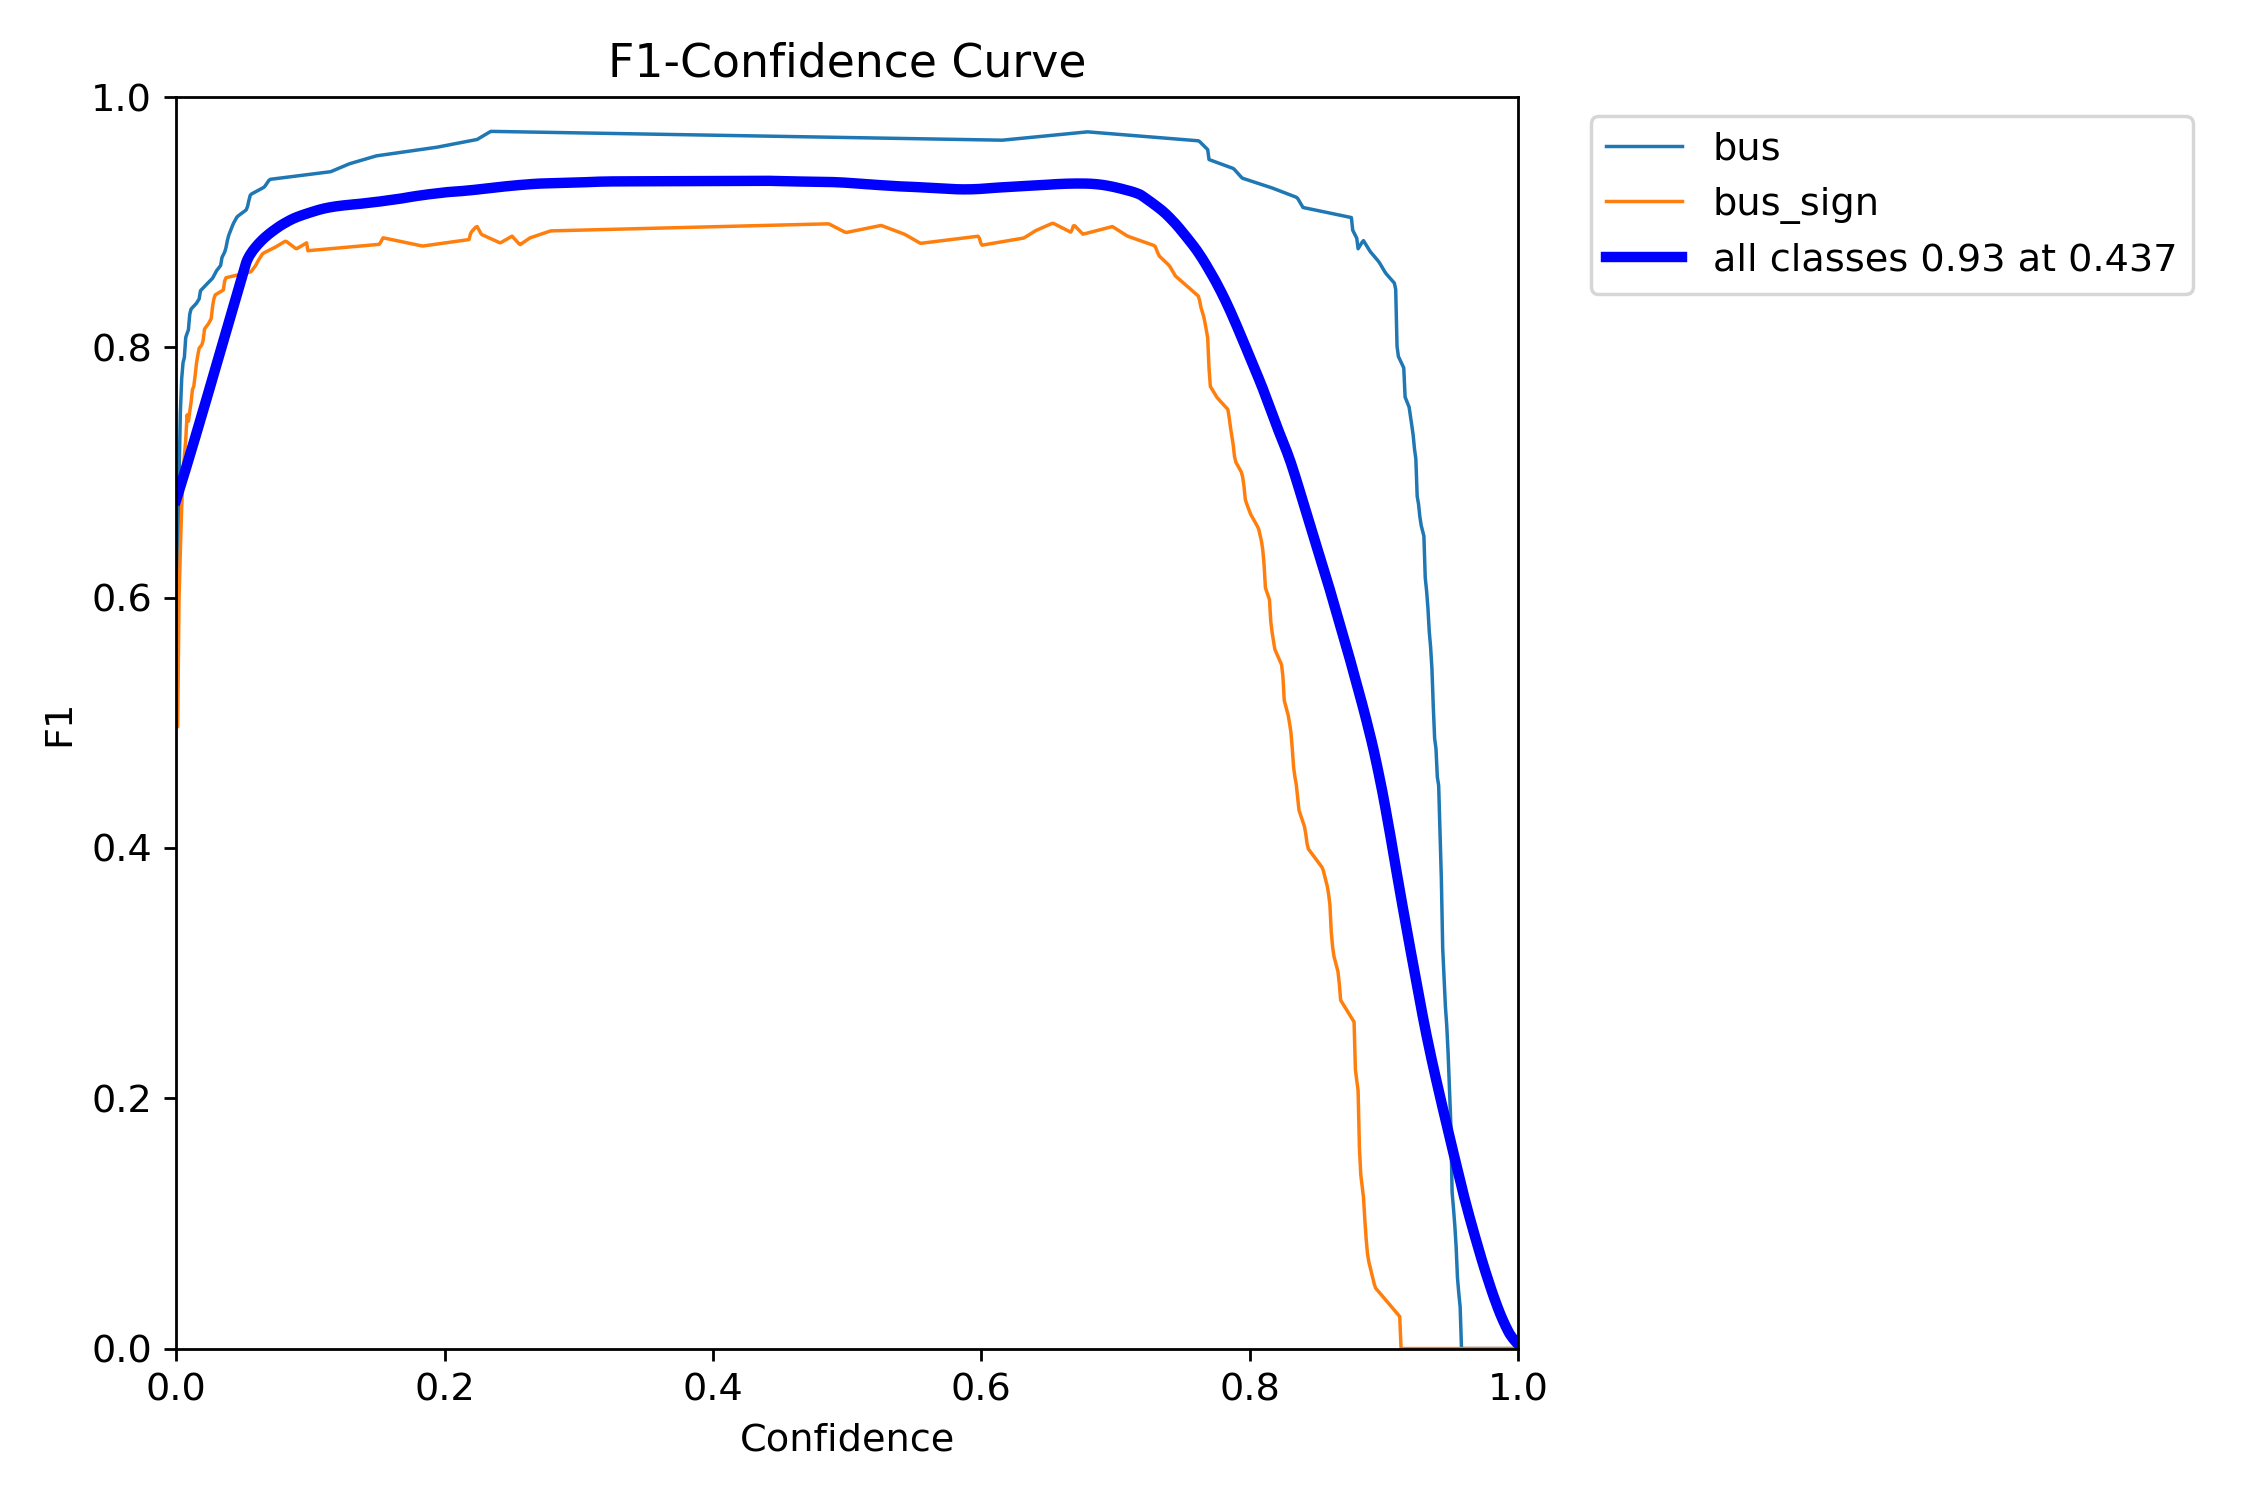 F1-Confidence Curve
1.0
0.8
0.6
0.4
0.2
0.0
F1
0.0 0.2 0.4 0.6 0.8 1.0
Confidence
bus
bus_sign
all classes 0.93 at 0.437